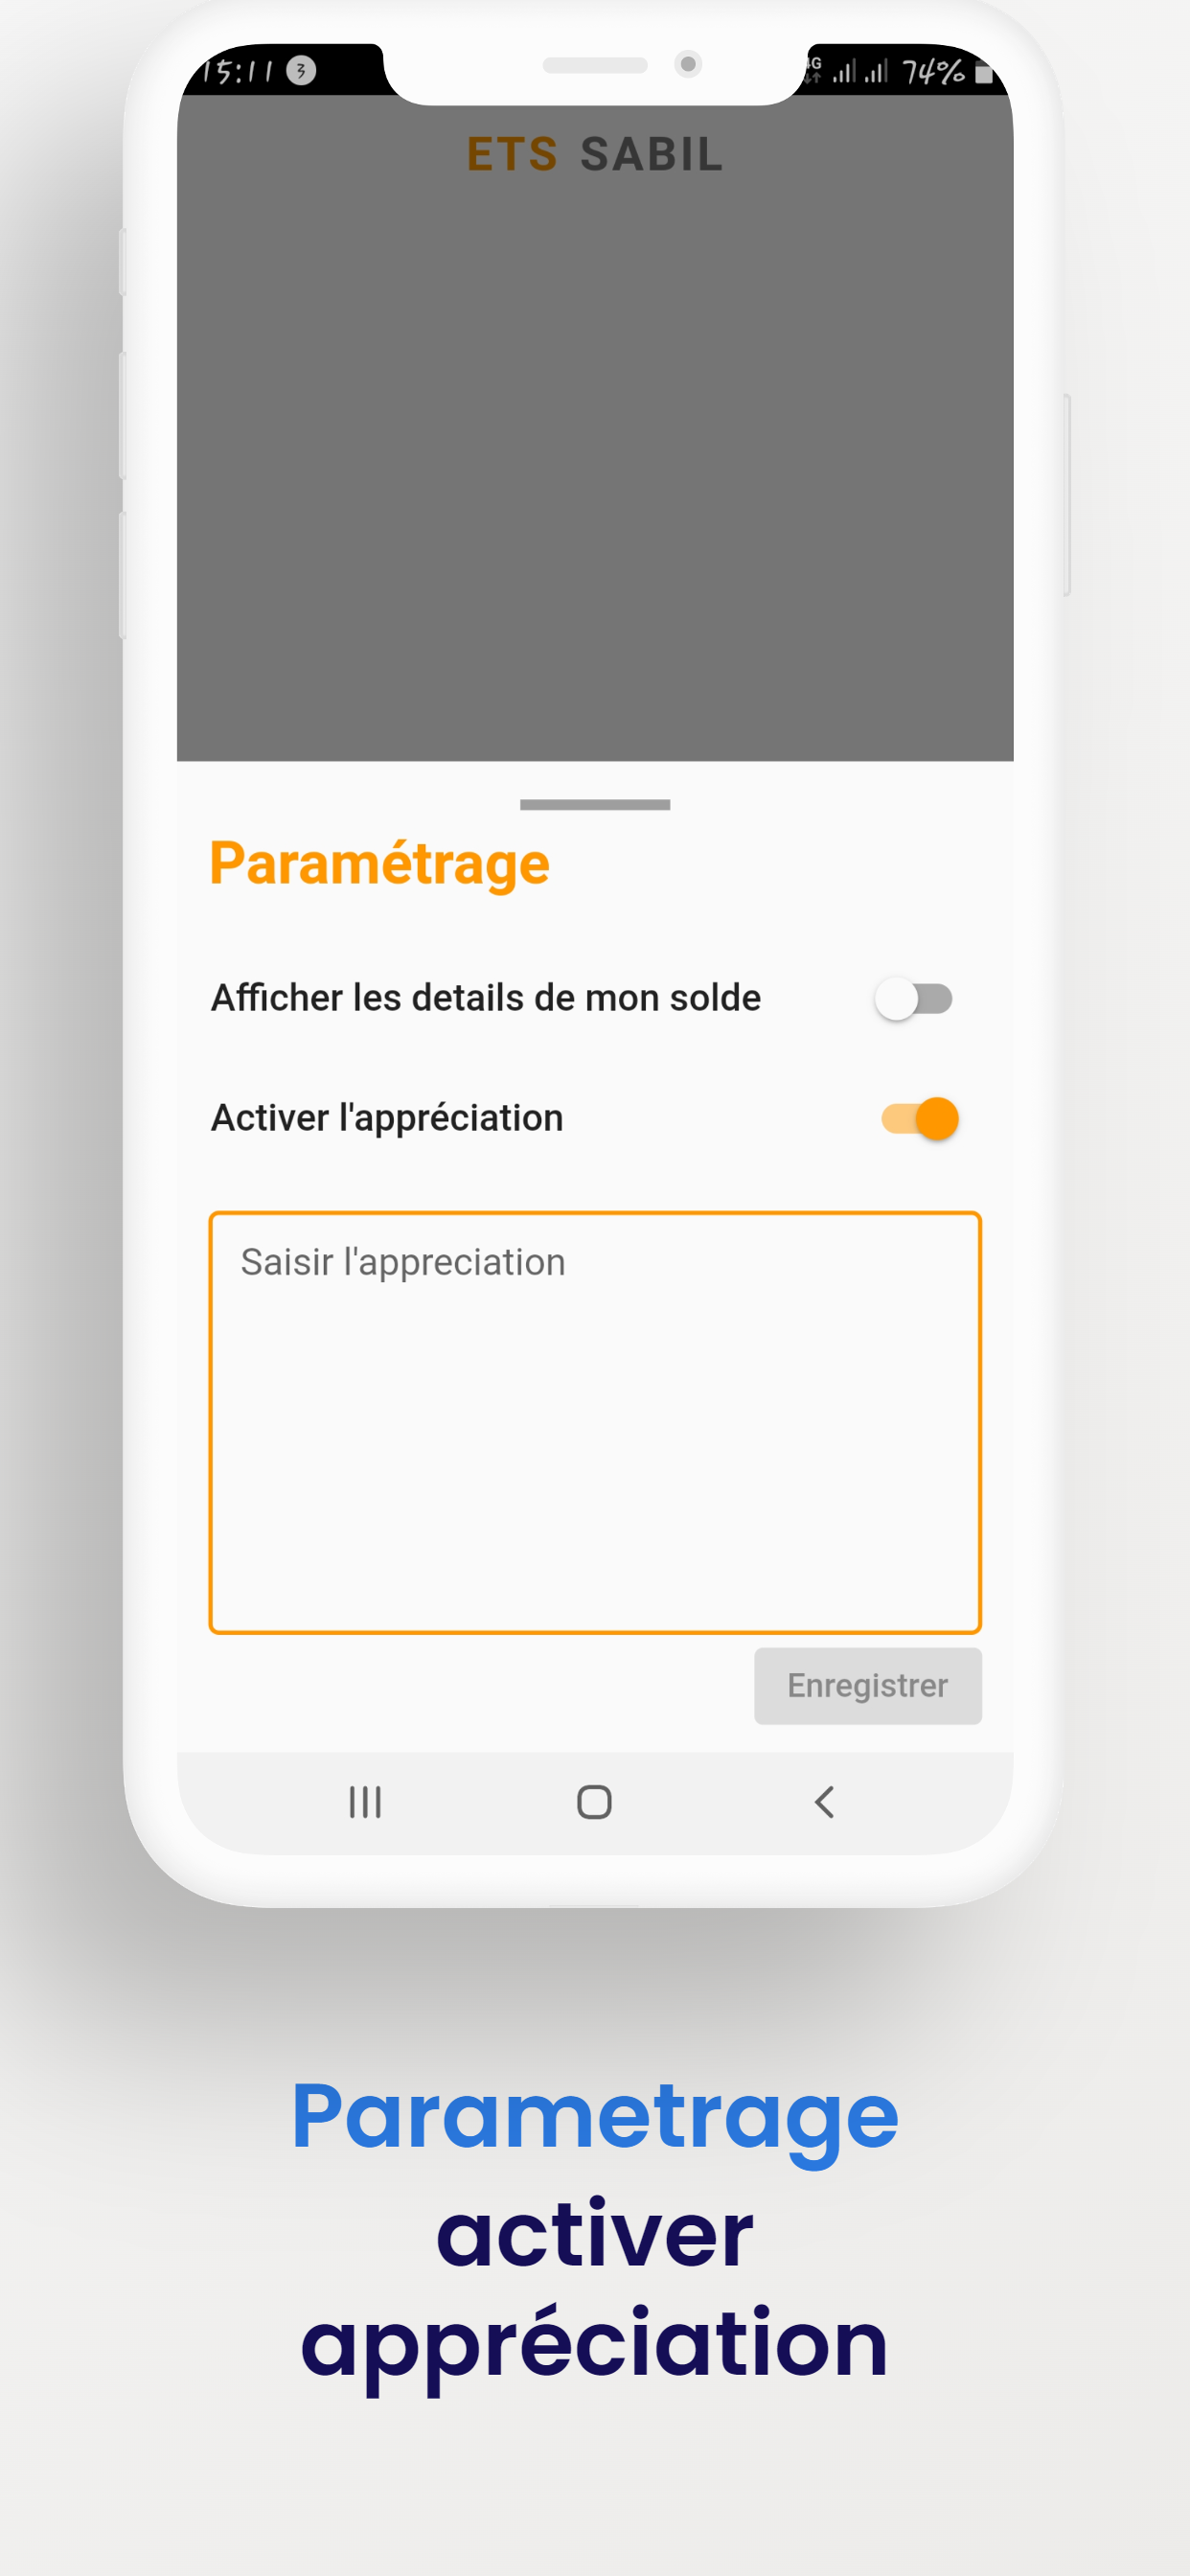 15:11 3 4G 74%
ETS SABIL
Paramétrage
Afficher les details de mon solde
Activer l'appréciation
Saisir l'appreciation
Enregistrer
Parametrage
activer
appréciation